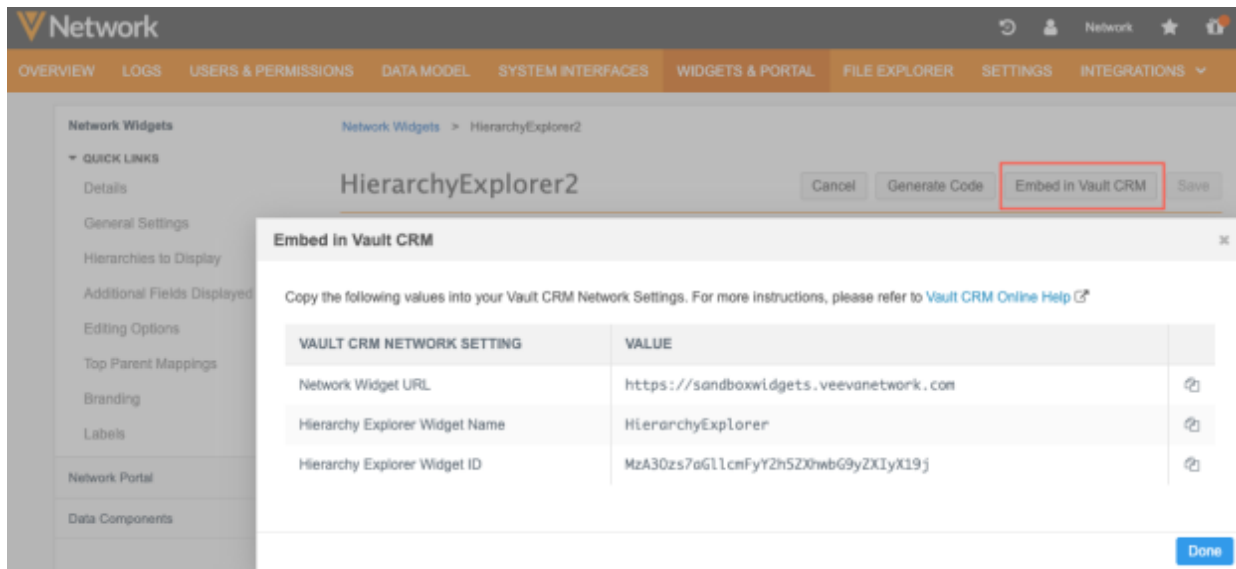 Network
Network
OVERVIEW LOGS USERS & PERMISSIONS DATA MODEL SYSTEM INTERFACES WIDGETS & PORTAL FILE EXPLORER SETTINGS INTEGRATIONS
Network Widgets
Network Widgets > HierarchyExplorer2
QUICK LINKS
Details
HierarchyExplorer2
Cancel Generate Code Embed in Vault CRM Save
General Settings
Embed in Vault CRM
Hierarchies to Display
Additional Fields Displayed
Copy the following values into your Vault CRM Network Settings. For more instructions, please refer to Vault CRM Online Help
Editing Options
VAULT CRM NETWORK SETTING VALUE
Top Parent Mappings
Network Widget URL https://sandboxwidgets.veevanetwork.com
Branding
Hierarchy Explorer Widget Name HierarchyExplorer
Labels
Hierarchy Explorer Widget ID MzA3Ozs7aGllcmFyY2h5ZXhwbG9yZXIyX19j
Network Portal
Data Components
Done